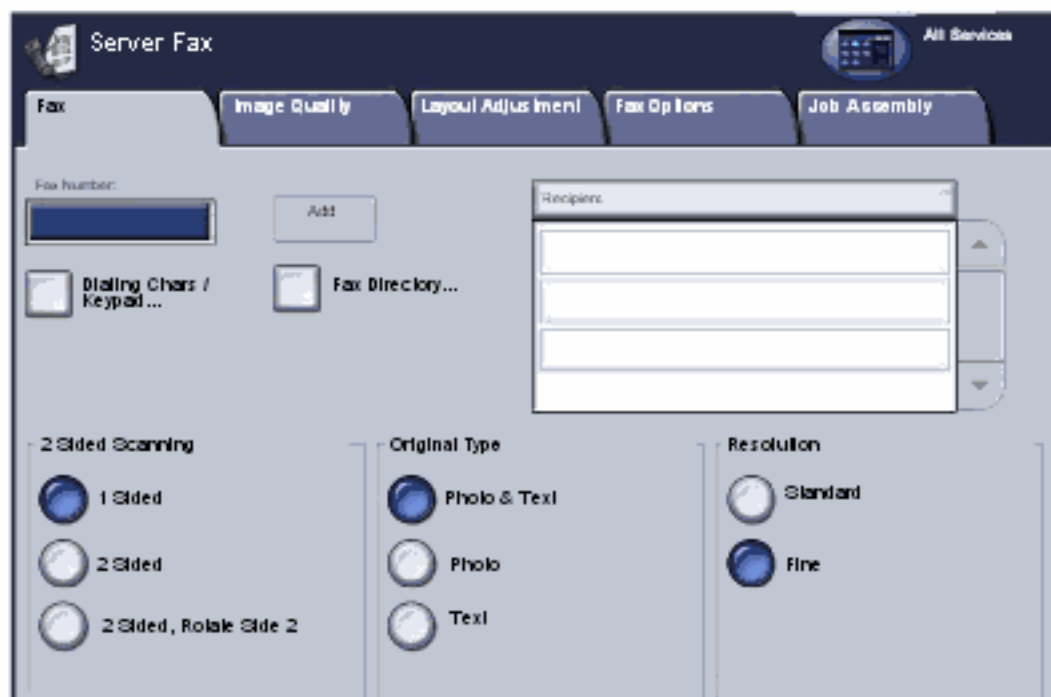 Server Fax
All Services
Fax
Image Quality
Layout Adjustment
Fax Options
Job Assembly
Fax Number:
Add
Recipient
Dialing Chars /
Keypad...
Fax Directory...
2 Sided Scanning
1 Sided
2 Sided
2 Sided, Rotate Side 2
Original Type
Photo & Text
Photo
Text
Resolution
Standard
Fine